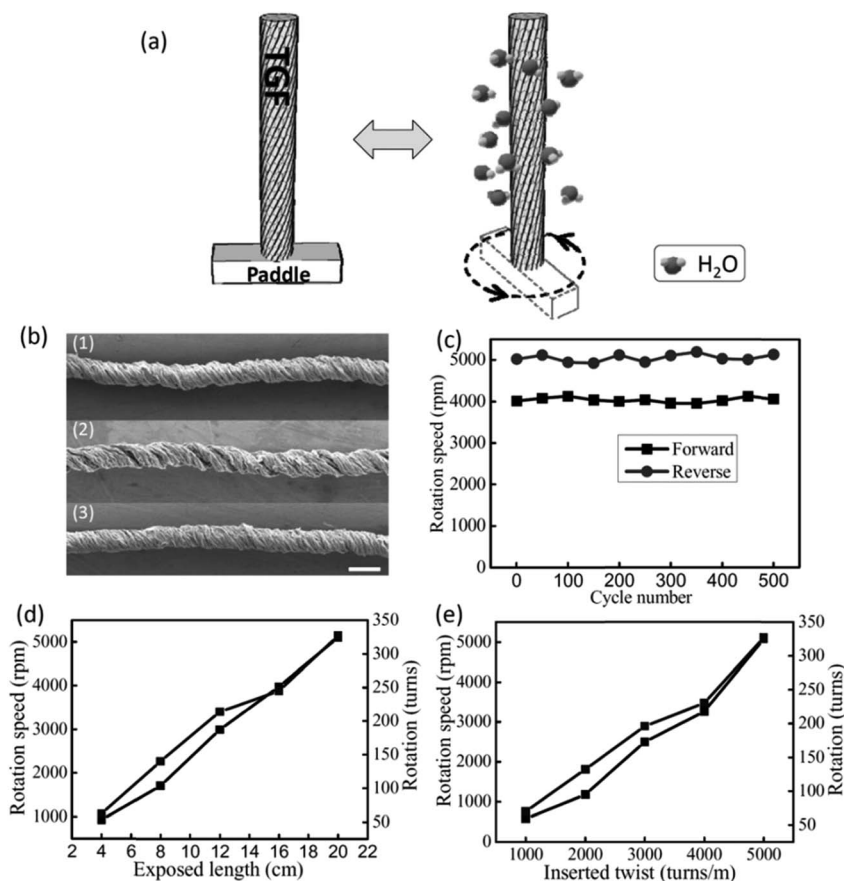 (a)
TGF
Paddle
H₂O
(b)
(1)
(2)
(3)
(c)
Rotation speed (rpm)
5000
4000
3000
2000
1000
0
Forward
Reverse
0 100 200 300 400 500
Cycle number
(d)
Rotation speed (rpm)
5000
4000
3000
2000
1000
350
300
250
200
150
100
50
Rotation (turns)
2 4 6 8 10 12 14 16 18 20 22
Exposed length (cm)
(e)
Rotation speed (rpm)
5000
4000
3000
2000
1000
0
350
300
250
200
150
100
50
Rotation (turns)
1000 2000 3000 4000 5000
Inserted twist (turns/m)